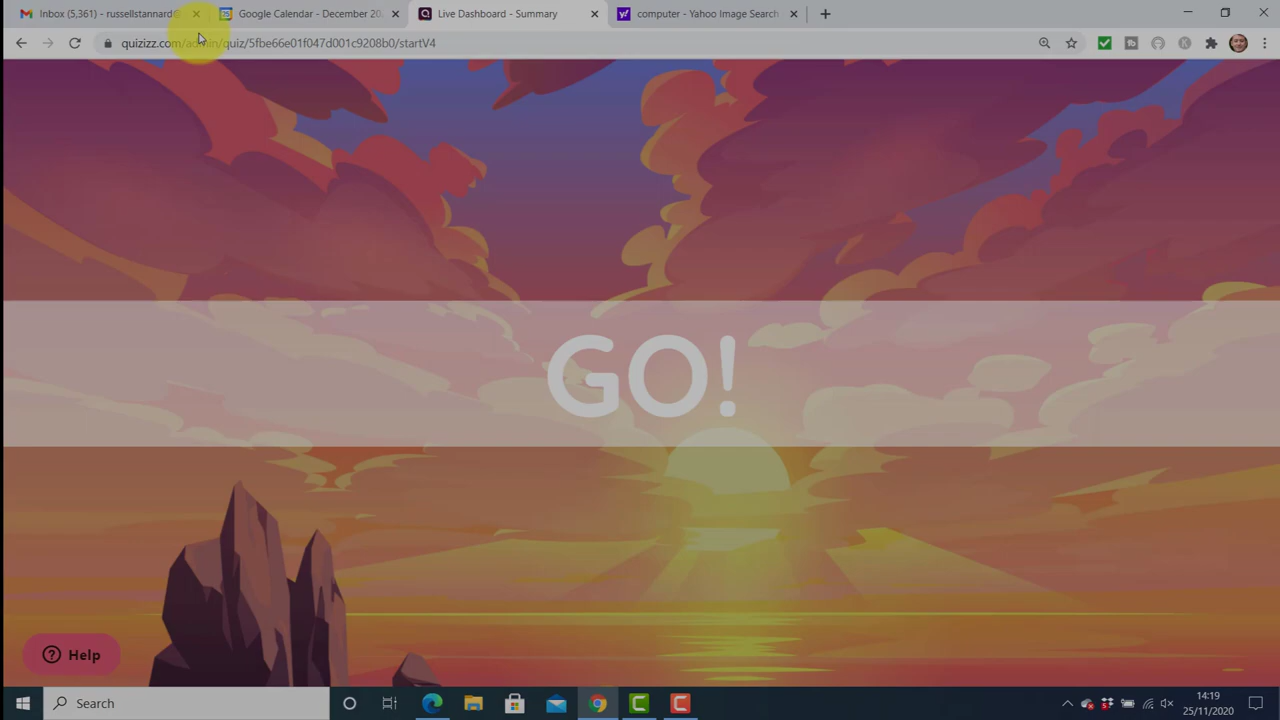 Inbox (5,361) - russellstannard@
Google Calendar - December 202
Live Dashboard - Summary
computer - Yahoo Image Search
quizizz.com/admin/quiz/5fbe66e01f047d001c9208b0/startV4
GO!
Help
Search
14:19
25/11/2020